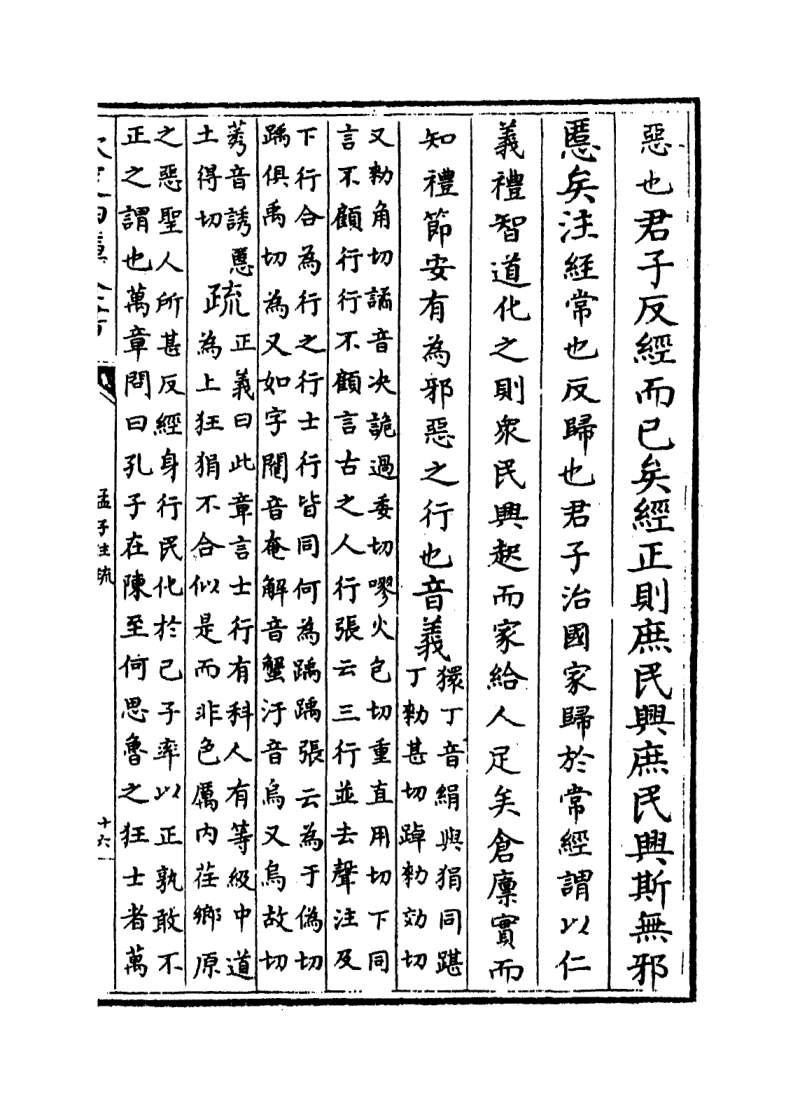 惡也君子反經而已矣經正則庶民興庶民興斯無邪
慝矣注經常也反歸也君子治國家歸於常經謂以仁
義禮智道化之則衆民興起而家給人足矣倉廪實而
知禮節安有為邪惡之行也音義
獧丁音絹與狷同踸
丁勑甚切踔勑効切
又勑角切譎音决詭過委切嘐火包切重直用切下同
言不顧行行不顧言古之人行張云三行並去聲注及
下行合為行之行士行皆同何為踽踽張云為于偽切
踽俱禹切為又如字閹音奄解音蟹汙音烏又烏故切
莠音誘慝
土得切
疏
正義曰此章言士行有科人有等級中道
為上狂狷不合似是而非色厲内荏鄉原
之惡聖人所甚反經身行民化於己子率以正孰敢不
正之謂也萬章問曰孔子在陳至何思魯之狂士者萬
孟子注疏
十六